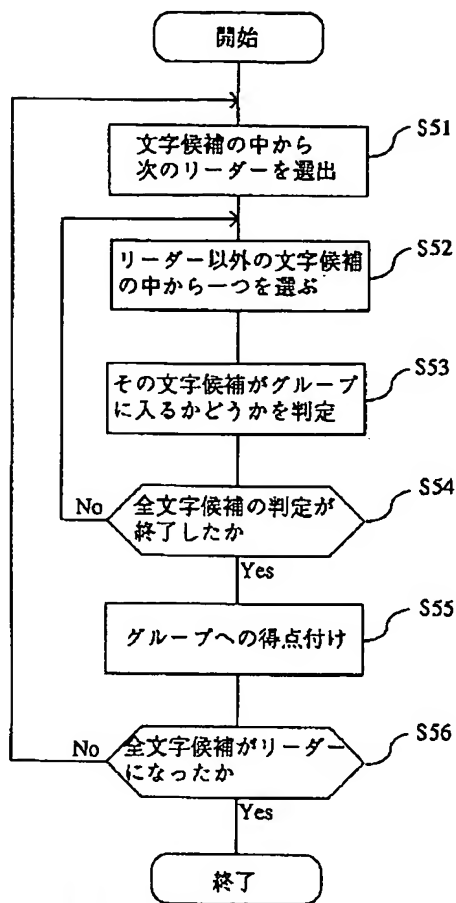 開始
S51
文字候補の中から
次のリーダーを選出
S52
リーダー以外の文字候補
の中から一つを選ぶ
S53
その文字候補がグループ
に入るかどうかを判定
S54
No
全文字候補の判定が
終了したか
Yes
S55
グループへの得点付け
S56
No
全文字候補がリーダー
になったか
Yes
終了